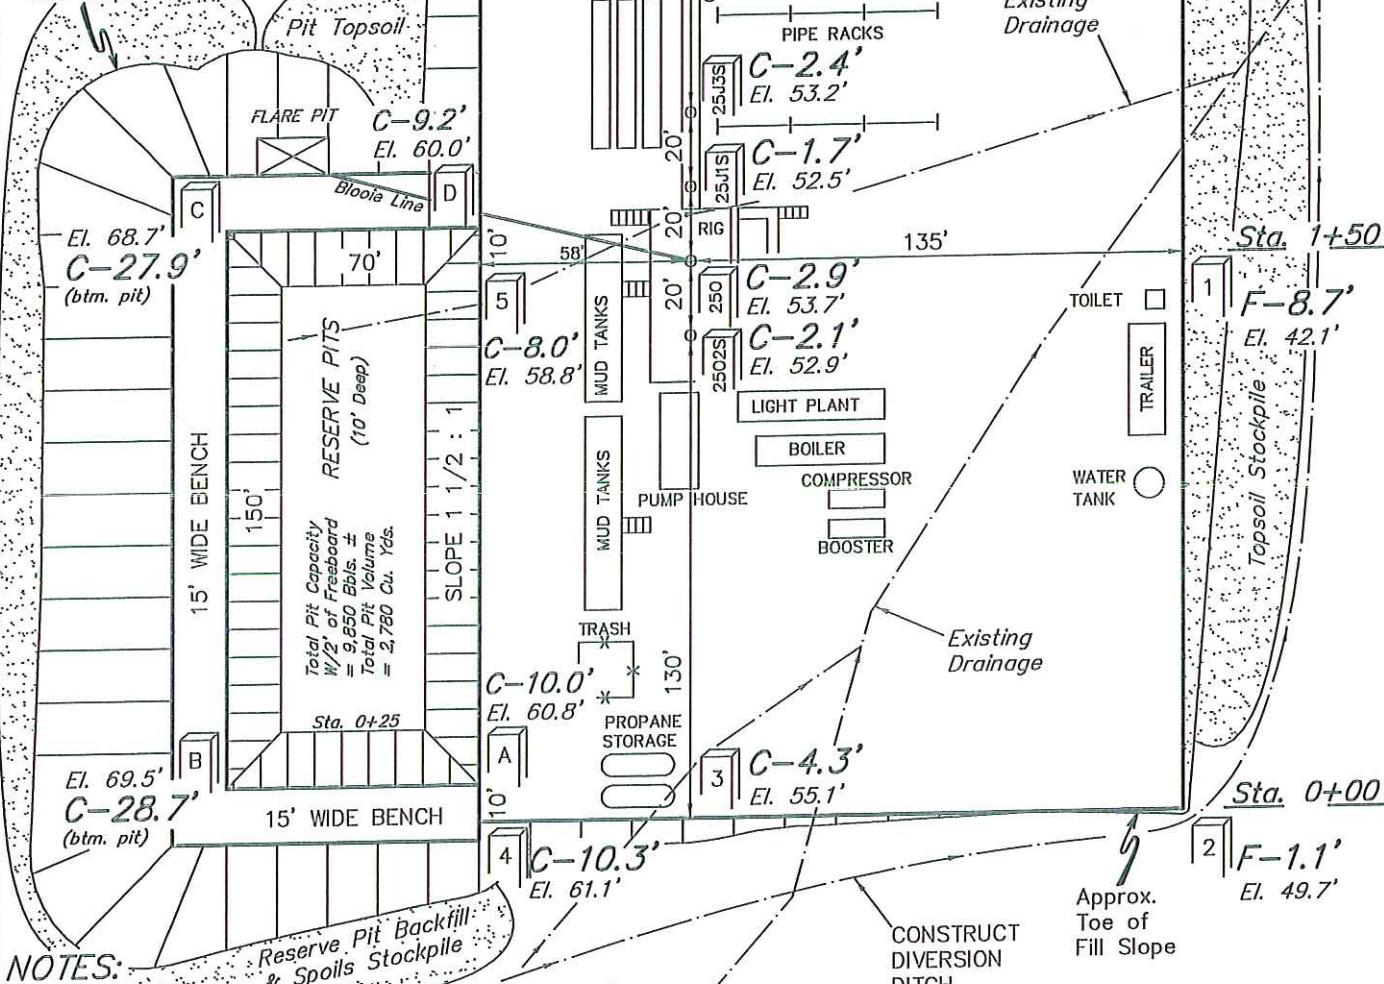 Existing
Drainage
Pit Topsoil
PIPE RACKS
C-2.4'
El. 53.2'
25J3S
FLARE PIT
C-9.2'
El. 60.0'
20'
C-1.7'
El. 52.5'
25J1S
Blooie Line
D
C
El. 68.7'
C-27.9'
(btm. pit)
10'
70'
58'
20'
RIG
135'
Sta. 1+50
1
F-8.7'
El. 42.1'
5
C-8.0'
El. 58.8'
MUD TANKS
20'
25O
C-2.9'
El. 53.7'
25O2S
C-2.1'
El. 52.9'
TOILET
TRAILER
RESERVE PITS
(10' Deep)
LIGHT PLANT
BOILER
COMPRESSOR
BOOSTER
PUMP HOUSE
MUD TANKS
WATER
TANK
Topsoil Stockpile
15' WIDE BENCH
150'
SLOPE 1 1/2 : 1
Total Pit Capacity
W/2' of Freeboard
= 9,850 Bbls. ±
Total Pit Volume
= 2,780 Cu. Yds.
TRASH
130'
Existing
Drainage
C-10.0'
El. 60.8'
Sta. 0+25
PROPANE
STORAGE
A
B
El. 69.5'
C-28.7'
(btm. pit)
3
C-4.3'
El. 55.1'
10'
15' WIDE BENCH
Sta. 0+00
2
F-1.1'
El. 49.7'
4
C-10.3'
El. 61.1'
Approx.
Toe of
Fill Slope
CONSTRUCT
DIVERSION
DITCH
Reserve Pit Backfill
& Spoils Stockpile
NOTES: